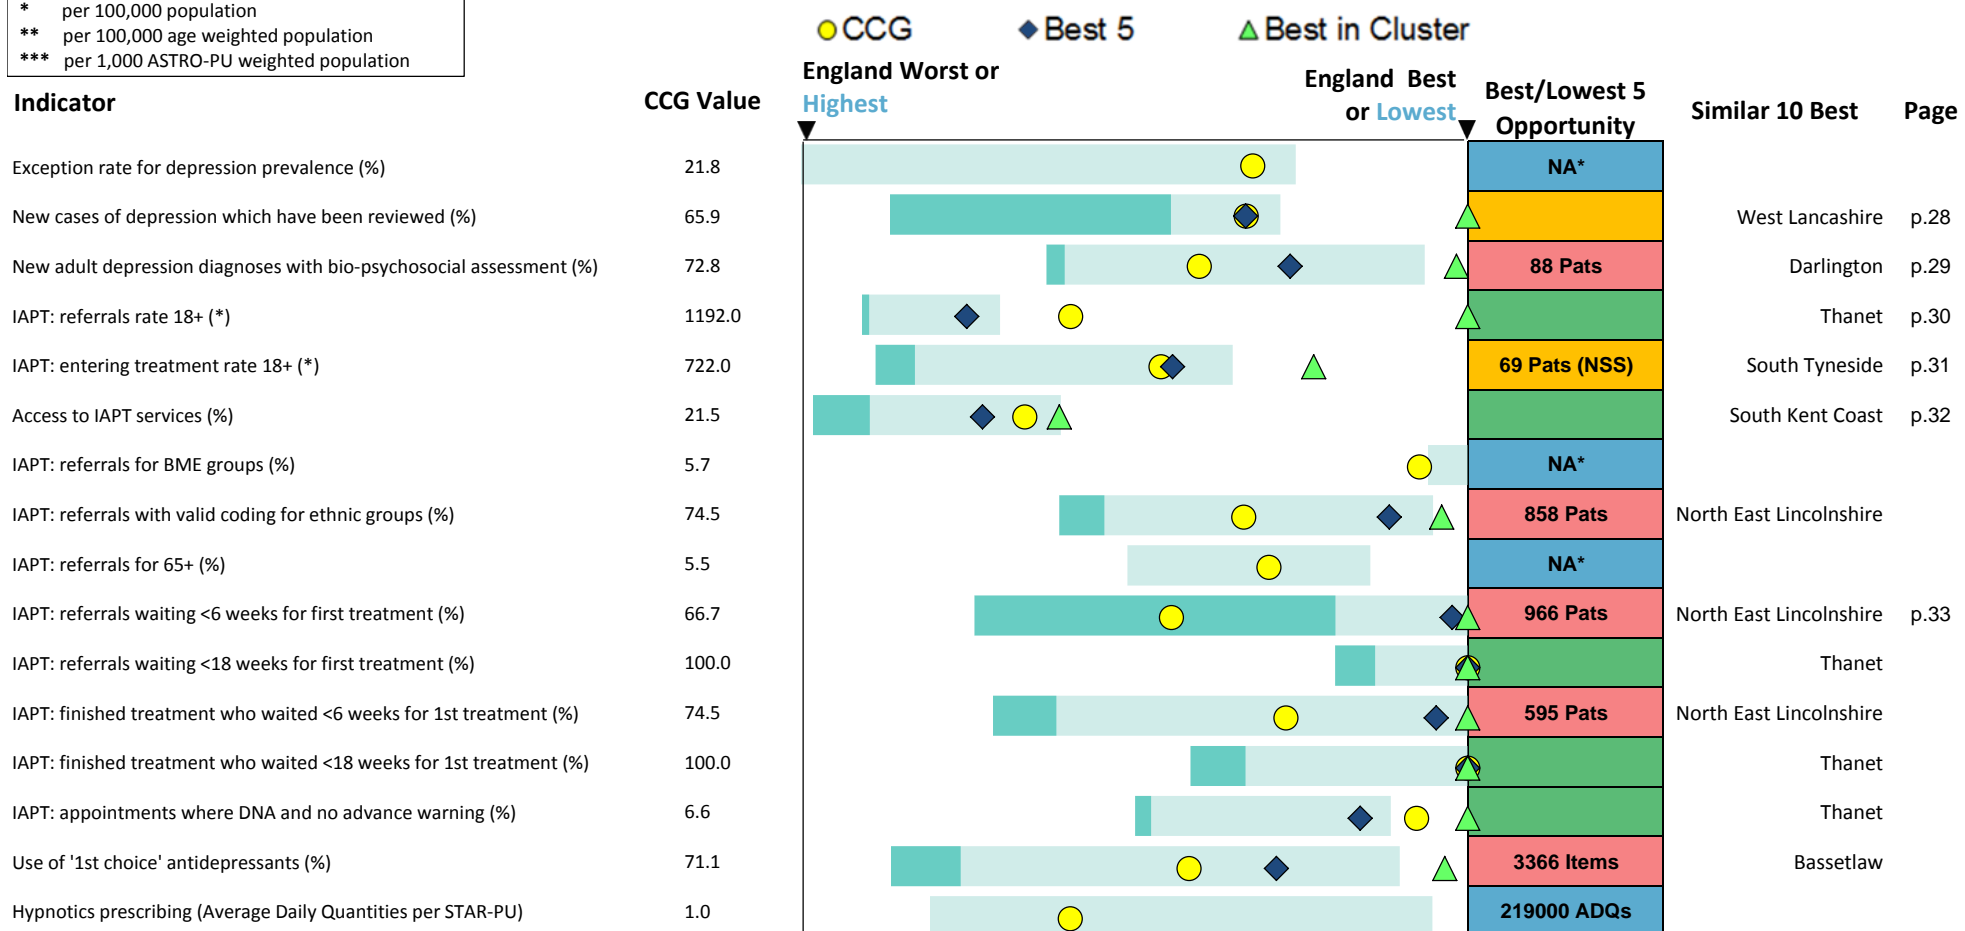 * per 100,000 population
** per 100,000 age weighted population
*** per 1,000 ASTRO-PU weighted population
CCG Best 5 Best in Cluster
Indicator CCG Value England Worst or Highest England Best or Lowest Best/Lowest 5 Opportunity Similar 10 Best Page
Exception rate for depression prevalence (%) 21.8 NA*
New cases of depression which have been reviewed (%) 65.9 West Lancashire p.28
New adult depression diagnoses with bio-psychosocial assessment (%) 72.8 88 Pats Darlington p.29
IAPT: referrals rate 18+ (*) 1192.0 Thanet p.30
IAPT: entering treatment rate 18+ (*) 722.0 69 Pats (NSS) South Tyneside p.31
Access to IAPT services (%) 21.5 South Kent Coast p.32
IAPT: referrals for BME groups (%) 5.7 NA*
IAPT: referrals with valid coding for ethnic groups (%) 74.5 858 Pats North East Lincolnshire
IAPT: referrals for 65+ (%) 5.5 NA*
IAPT: referrals waiting <6 weeks for first treatment (%) 66.7 966 Pats North East Lincolnshire p.33
IAPT: referrals waiting <18 weeks for first treatment (%) 100.0 Thanet
IAPT: finished treatment who waited <6 weeks for 1st treatment (%) 74.5 595 Pats North East Lincolnshire
IAPT: finished treatment who waited <18 weeks for 1st treatment (%) 100.0 Thanet
IAPT: appointments where DNA and no advance warning (%) 6.6 Thanet
Use of '1st choice' antidepressants (%) 71.1 3366 Items Bassetlaw
Hypnotics prescribing (Average Daily Quantities per STAR-PU) 1.0 219000 ADQs